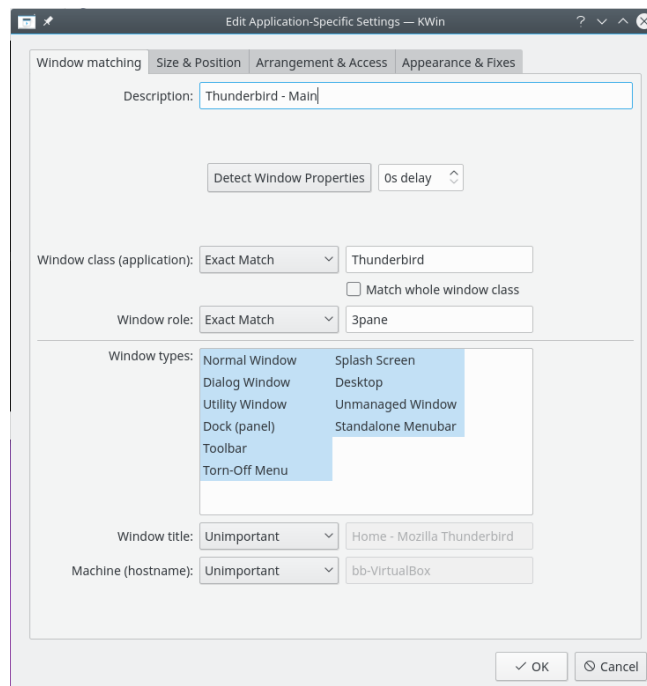 Edit Application-Specific Settings — KWin
Window matching Size & Position Arrangement & Access Appearance & Fixes
Description: Thunderbird - Main
Detect Window Properties 0s delay
Window class (application): Exact Match Thunderbird
Match whole window class
Window role: Exact Match 3pane
Window types: Normal Window Splash Screen
Dialog Window Desktop
Utility Window Unmanaged Window
Dock (panel) Standalone Menubar
Toolbar
Torn-Off Menu
Window title: Unimportant Home - Mozilla Thunderbird
Machine (hostname): Unimportant bb-VirtualBox
OK Cancel